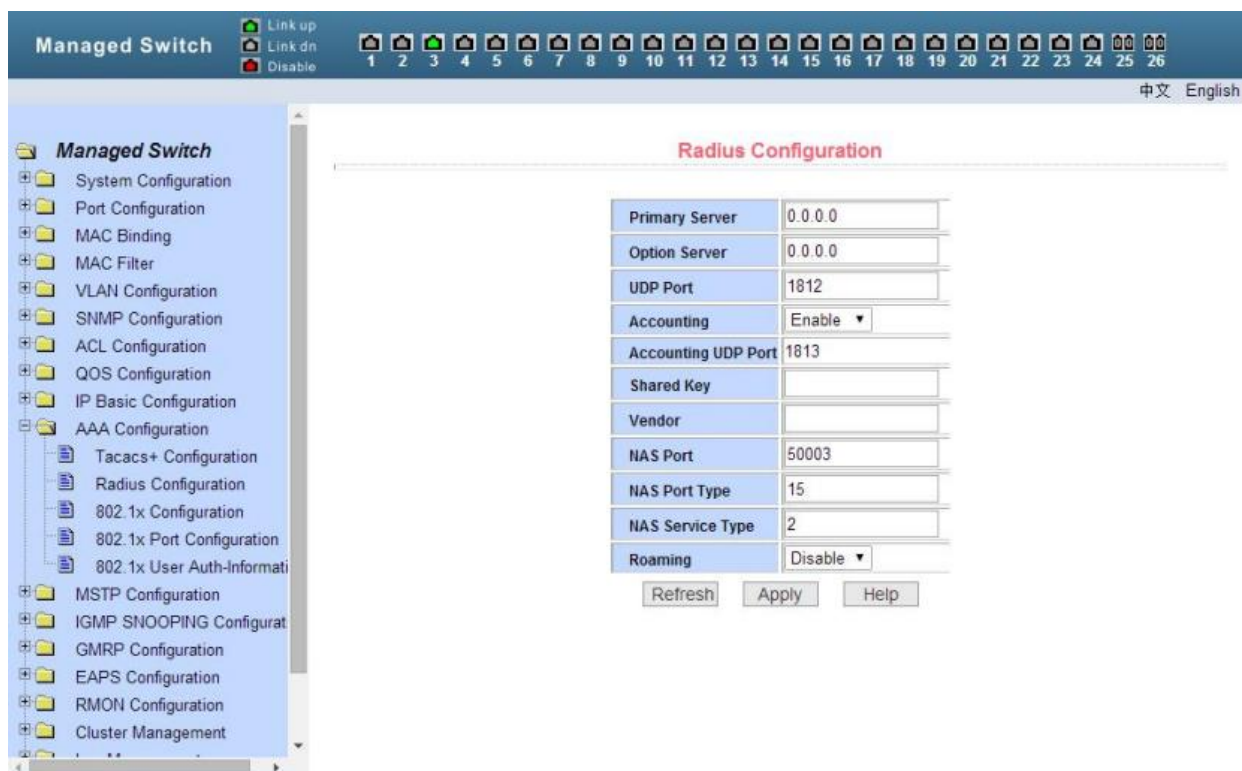 Managed Switch
Link up
Link dn
Disable
1 2 3 4 5 6 7 8 9 10 11 12 13 14 15 16 17 18 19 20 21 22 23 24 25 26
中文 English
Managed Switch
System Configuration
Port Configuration
MAC Binding
MAC Filter
VLAN Configuration
SNMP Configuration
ACL Configuration
QOS Configuration
IP Basic Configuration
AAA Configuration
Tacacs+ Configuration
Radius Configuration
802.1x Configuration
802.1x Port Configuration
802.1x User Auth-Informati
MSTP Configuration
IGMP SNOOPING Configurat
GMRP Configuration
EAPS Configuration
RMON Configuration
Cluster Management
Radius Configuration
Primary Server 0.0.0.0
Option Server 0.0.0.0
UDP Port 1812
Accounting Enable
Accounting UDP Port 1813
Shared Key
Vendor
NAS Port 50003
NAS Port Type 15
NAS Service Type 2
Roaming Disable
Refresh Apply Help